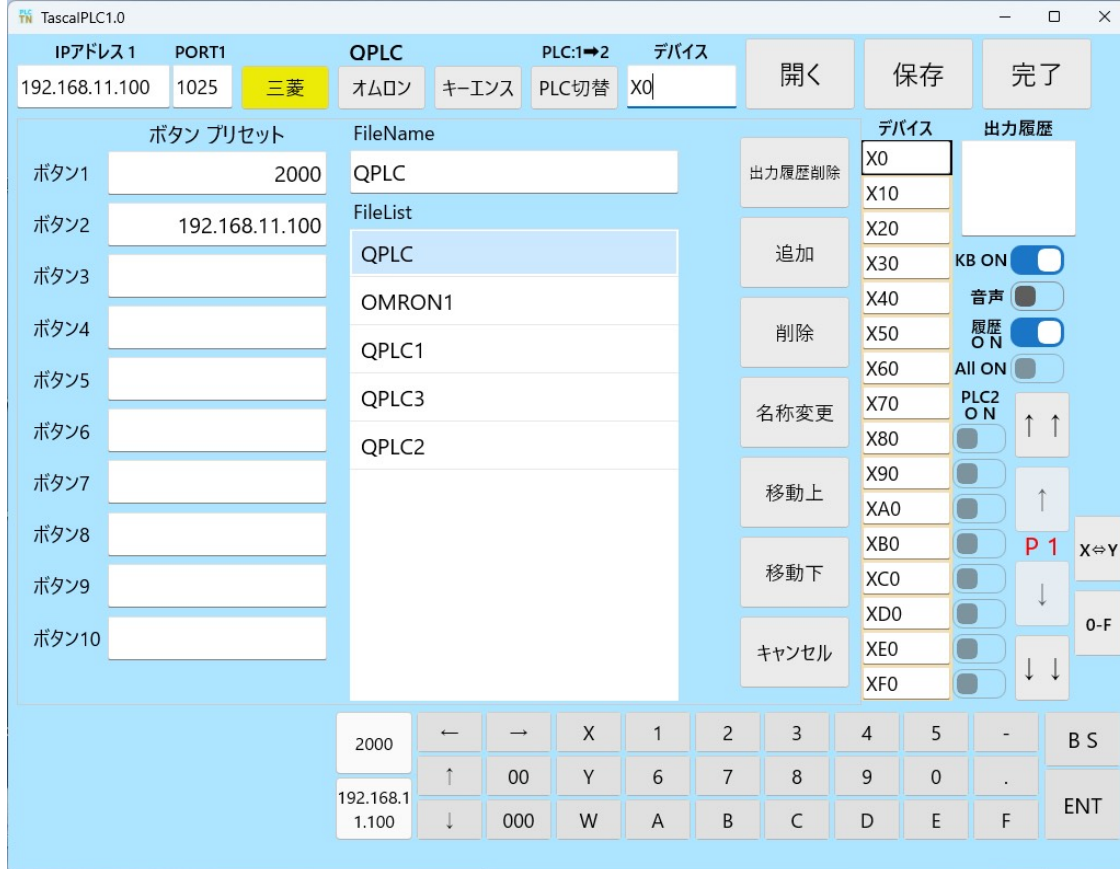 PLC TN TascalPLC1.0
IPアドレス 1 PORT1 QPLC PLC:1➡2 デバイス
192.168.11.100 1025 三菱 オムロン キーエンス PLC切替 X0 開く 保存 完了
ボタン プリセット
ボタン1 2000
ボタン2 192.168.11.100
ボタン3
ボタン4
ボタン5
ボタン6
ボタン7
ボタン8
ボタン9
ボタン10
FileName
QPLC
FileList
QPLC
OMRON1
QPLC1
QPLC3
QPLC2
出力履歴削除
追加
削除
名称変更
移動上
移動下
キャンセル
デバイス
X0
X10
X20
X30
X40
X50
X60
X70
X80
X90
XA0
XB0
XC0
XD0
XE0
XF0
出力履歴
KB ON
音声
履歴
O N
All ON
PLC2
O N
↑ ↑
↑
P 1
↓
↓ ↓
X⇔Y
0-F
2000 ← → X 1 2 3 4 5 - B S
↑ 00 Y 6 7 8 9 0 .
192.168.1
1.100 ↓ 000 W A B C D E F ENT